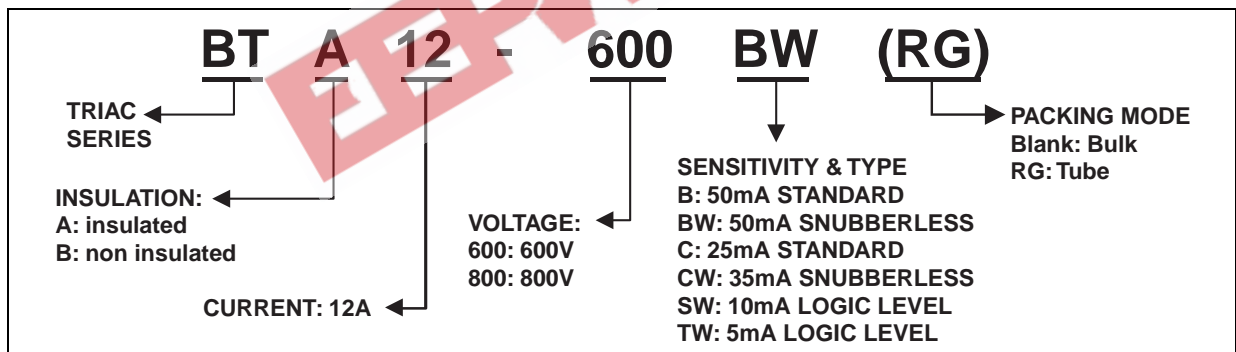 BT A 12 - 600 BW (RG)
TRIAC
SERIES
INSULATION:
A: insulated
B: non insulated
CURRENT: 12A
VOLTAGE:
600: 600V
800: 800V
SENSITIVITY & TYPE
B: 50mA STANDARD
BW: 50mA SNUBBERLESS
C: 25mA STANDARD
CW: 35mA SNUBBERLESS
SW: 10mA LOGIC LEVEL
TW: 5mA LOGIC LEVEL
PACKING MODE
Blank: Bulk
RG: Tube